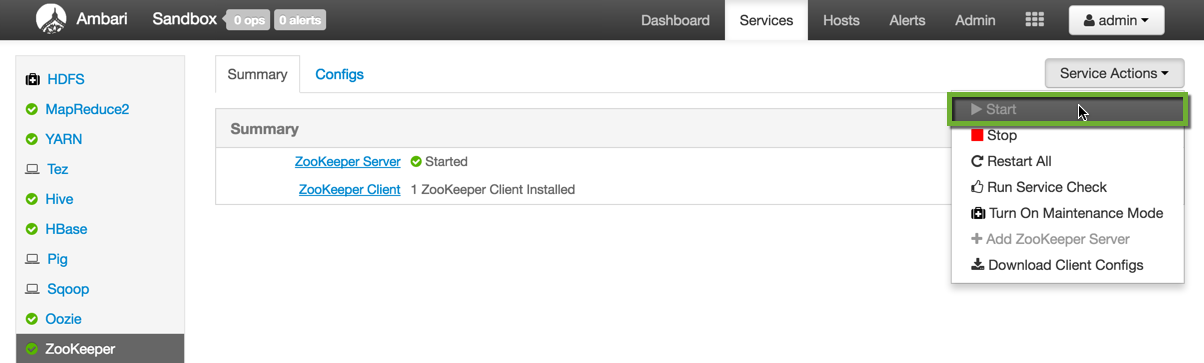 Ambari Sandbox 0 ops 0 alerts Dashboard Services Hosts Alerts Admin admin
HDFS
MapReduce2
YARN
Tez
Hive
HBase
Pig
Sqoop
Oozie
ZooKeeper
Summary Configs Service Actions
Summary
ZooKeeper Server Started
ZooKeeper Client 1 ZooKeeper Client Installed
Start
Stop
Restart All
Run Service Check
Turn On Maintenance Mode
Add ZooKeeper Server
Download Client Configs